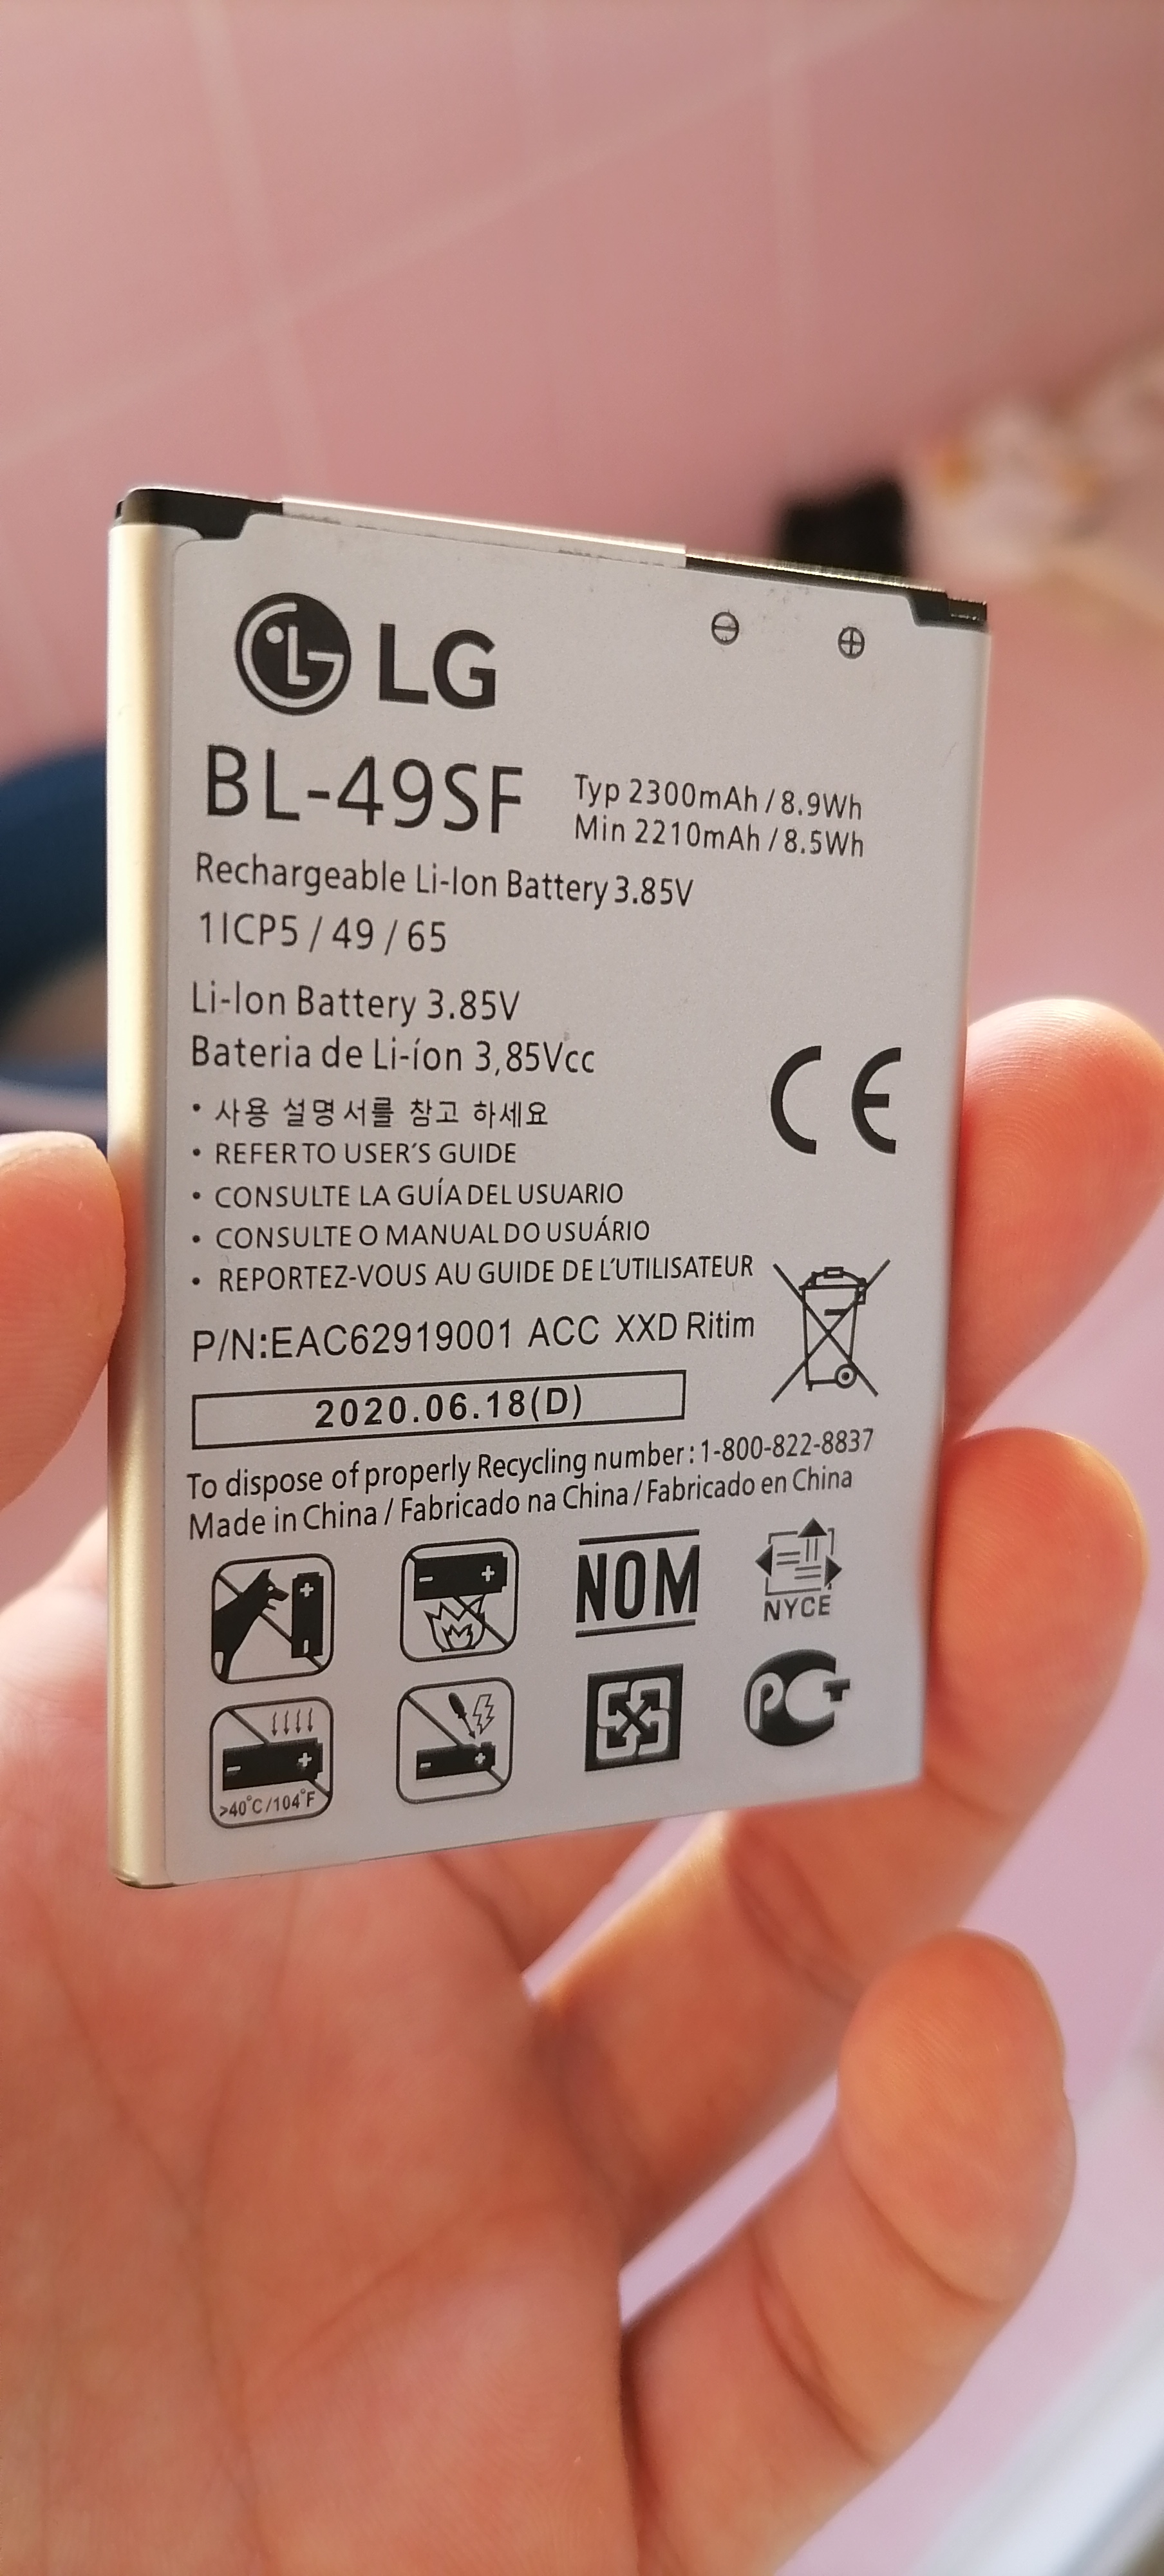 LG
BL-49SF
Typ 2300mAh / 8.9Wh
Min 2210mAh / 8.5Wh
Rechargeable Li-Ion Battery 3.85V
1ICP5 / 49 / 65
Li-Ion Battery 3.85V
Bateria de Li-íon 3,85Vcc
• 사용 설명서를 참고 하세요
• REFER TO USER'S GUIDE
• CONSULTE LA GUÍA DEL USUARIO
• CONSULTE O MANUAL DO USUÁRIO
• REPORTEZ-VOUS AU GUIDE DE L'UTILISATEUR
CE
P/N:EAC62919001 ACC XXD Ritim
2020.06.18(D)
To dispose of properly Recycling number: 1-800-822-8837
Made in China / Fabricado na China / Fabricado en China
NOM
NYCE
>40°C/104°F
PCT